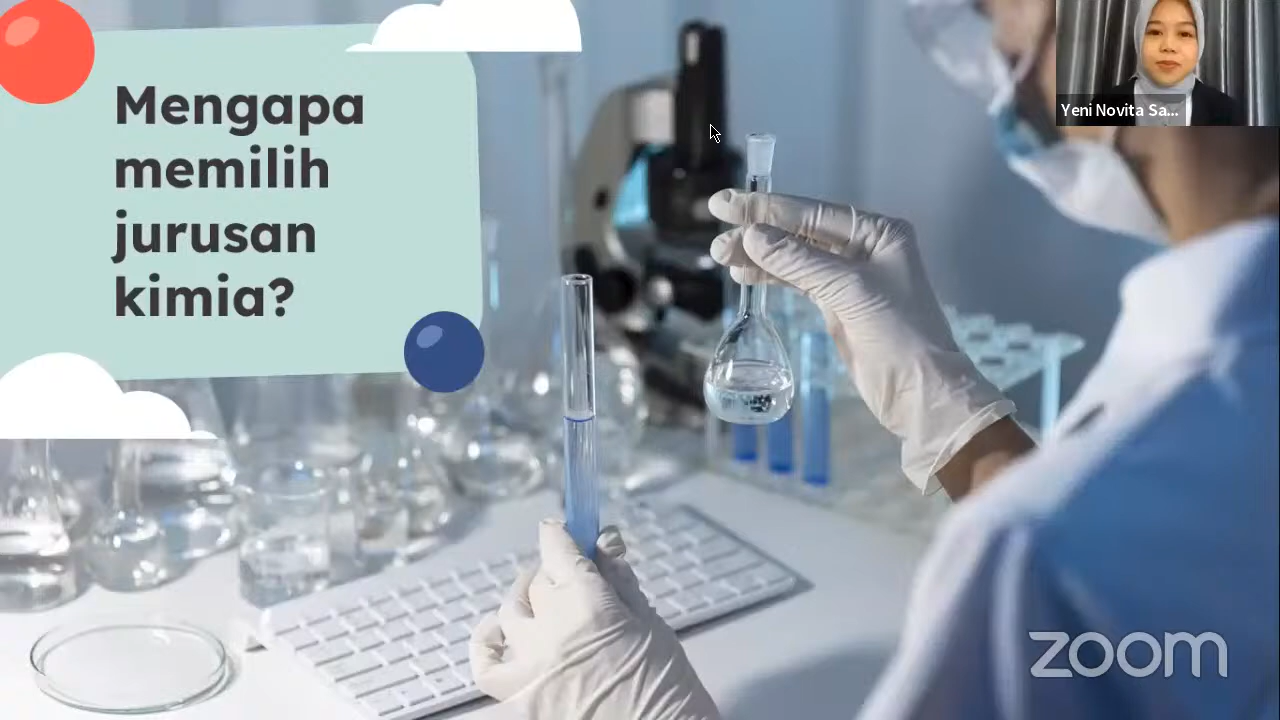 Mengapa
memilih
jurusan
kimia?
Yeni Novita Sa...
zoom